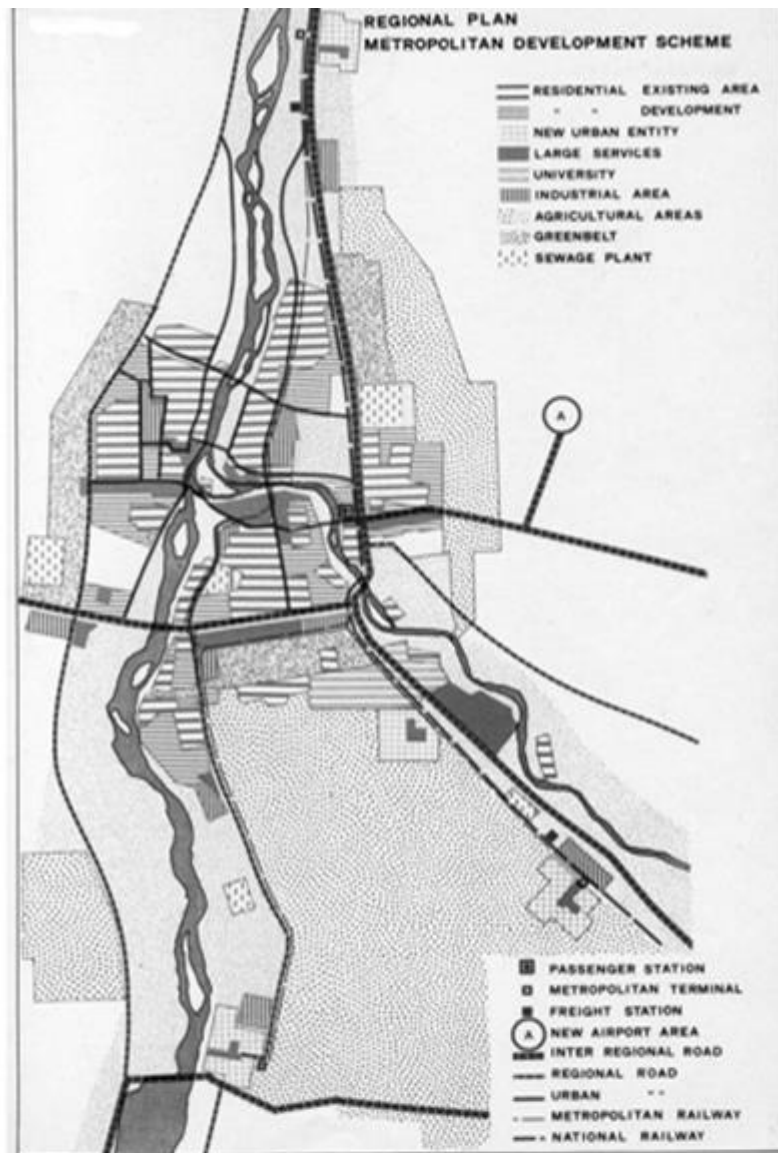 REGIONAL PLAN
METROPOLITAN DEVELOPMENT SCHEME
RESIDENTIAL EXISTING AREA
" " DEVELOPMENT
NEW URBAN ENTITY
LARGE SERVICES
UNIVERSITY
INDUSTRIAL AREA
AGRICULTURAL AREAS
GREENBELT
SEWAGE PLANT
A
PASSENGER STATION
METROPOLITAN TERMINAL
FREIGHT STATION
A NEW AIRPORT AREA
INTER REGIONAL ROAD
REGIONAL ROAD
URBAN " "
METROPOLITAN RAILWAY
NATIONAL RAILWAY